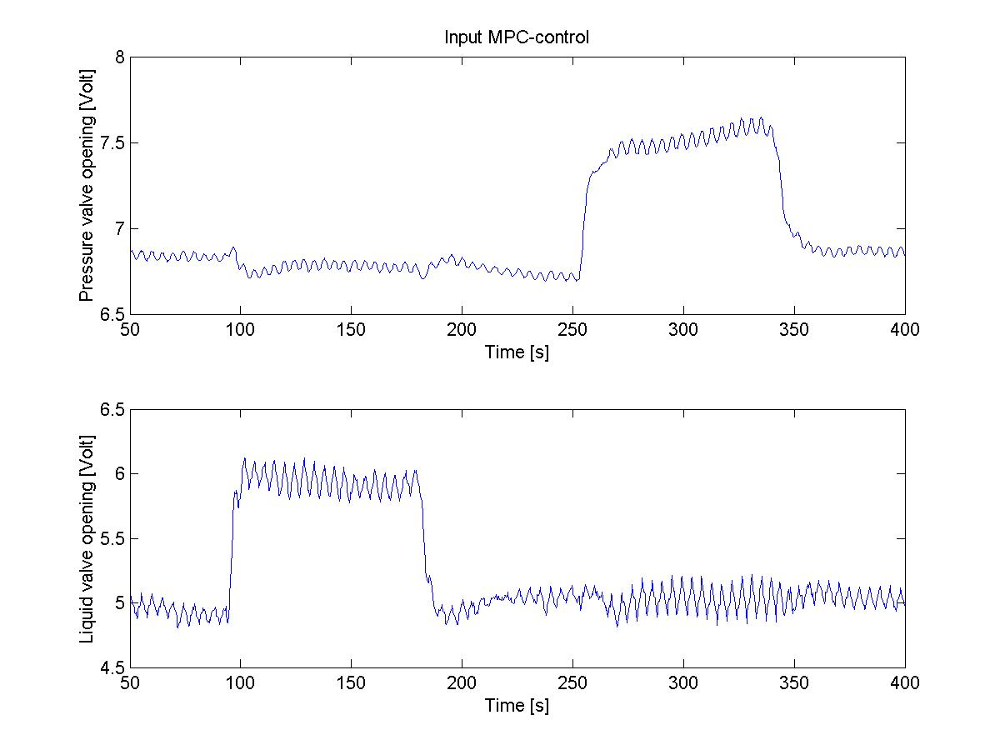 Input MPC-control
Pressure valve opening [Volt]
8
7.5
7
6.5
50 100 150 200 250 300 350 400
Time [s]
Liquid valve opening [Volt]
6.5
6
5.5
5
4.5
50 100 150 200 250 300 350 400
Time [s]